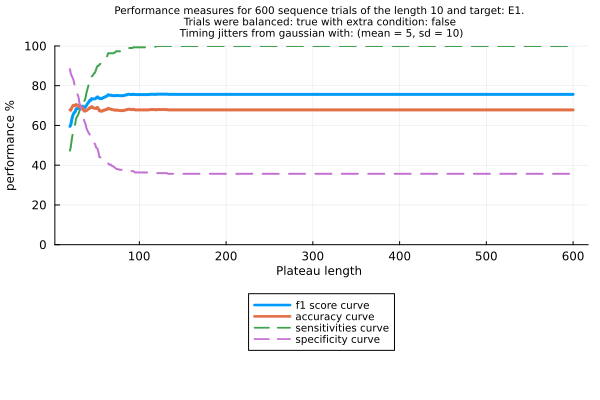 Performance measures for 600 sequence trials of the length 10 and target: E1.
Trials were balanced: true with extra condition: false
Timing jitters from gaussian with: (mean = 5, sd = 10)
100
80
60
40
20
0
performance %
100
200
300
400
500
600
Plateau length
f1 score curve
accuracy curve
sensitivities curve
specificity curve